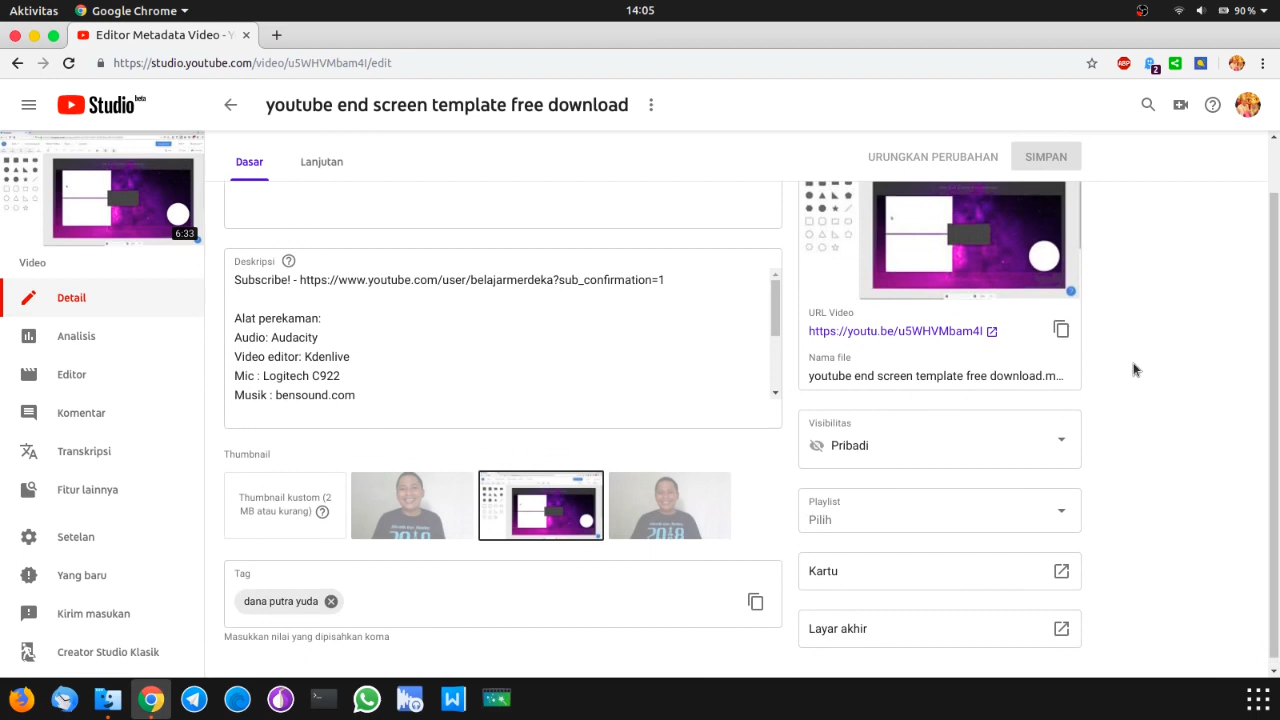 Aktivitas Google Chrome 14:05 90 %
Editor Metadata Video - Y
https://studio.youtube.com/video/u5WHVMbam4I/edit
ABP 2
Studio beta
youtube end screen template free download
Dasar Lanjutan URUNGKAN PERUBAHAN SIMPAN
6:33
Video
Detail
Analisis
Editor
Komentar
Transkripsi
Fitur lainnya
Setelan
Yang baru
Kirim masukan
Creator Studio Klasik
Deskripsi
Subscribe! - https://www.youtube.com/user/belajarmerdeka?sub_confirmation=1
Alat perekaman:
Audio: Audacity
Video editor: Kdenlive
Mic : Logitech C922
Musik : bensound.com
Thumbnail
Thumbnail kustom (2
MB atau kurang)
Tag
dana putra yuda
Masukkan nilai yang dipisahkan koma
URL Video
https://youtu.be/u5WHVMbam4I
Nama file
youtube end screen template free download.m...
Visibilitas
Pribadi
Playlist
Pilih
Kartu
Layar akhir